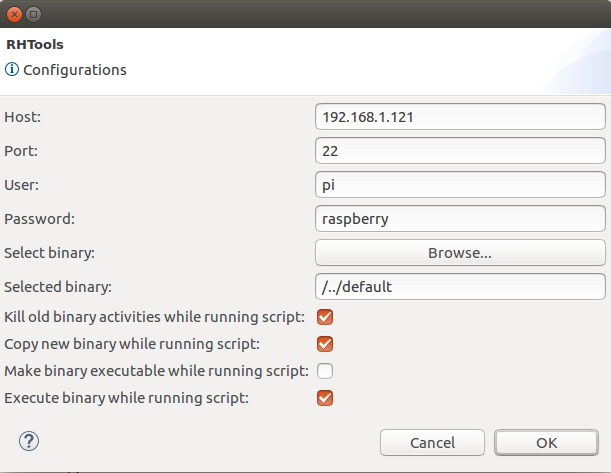 RHTools
Configurations
Host: 192.168.1.121
Port: 22
User: pi
Password: raspberry
Select binary: Browse...
Selected binary: /../default
Kill old binary activities while running script:
Copy new binary while running script:
Make binary executable while running script:
Execute binary while running script:
? Cancel OK